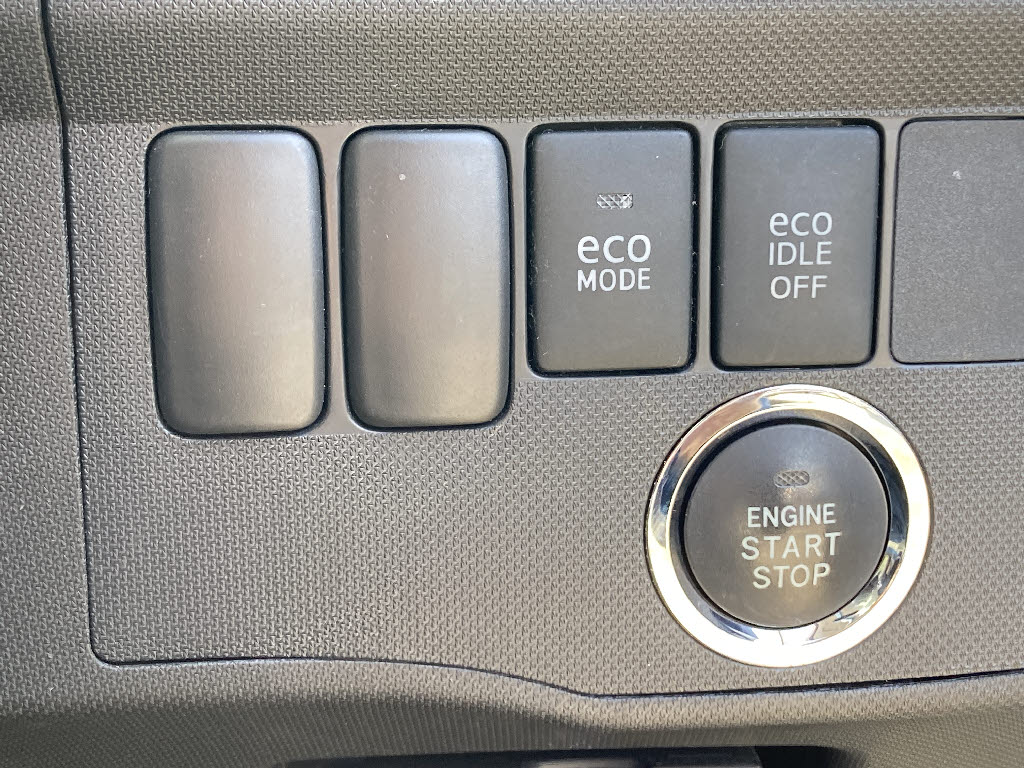 eco
MODE
eco
IDLE
OFF
ENGINE
START
STOP